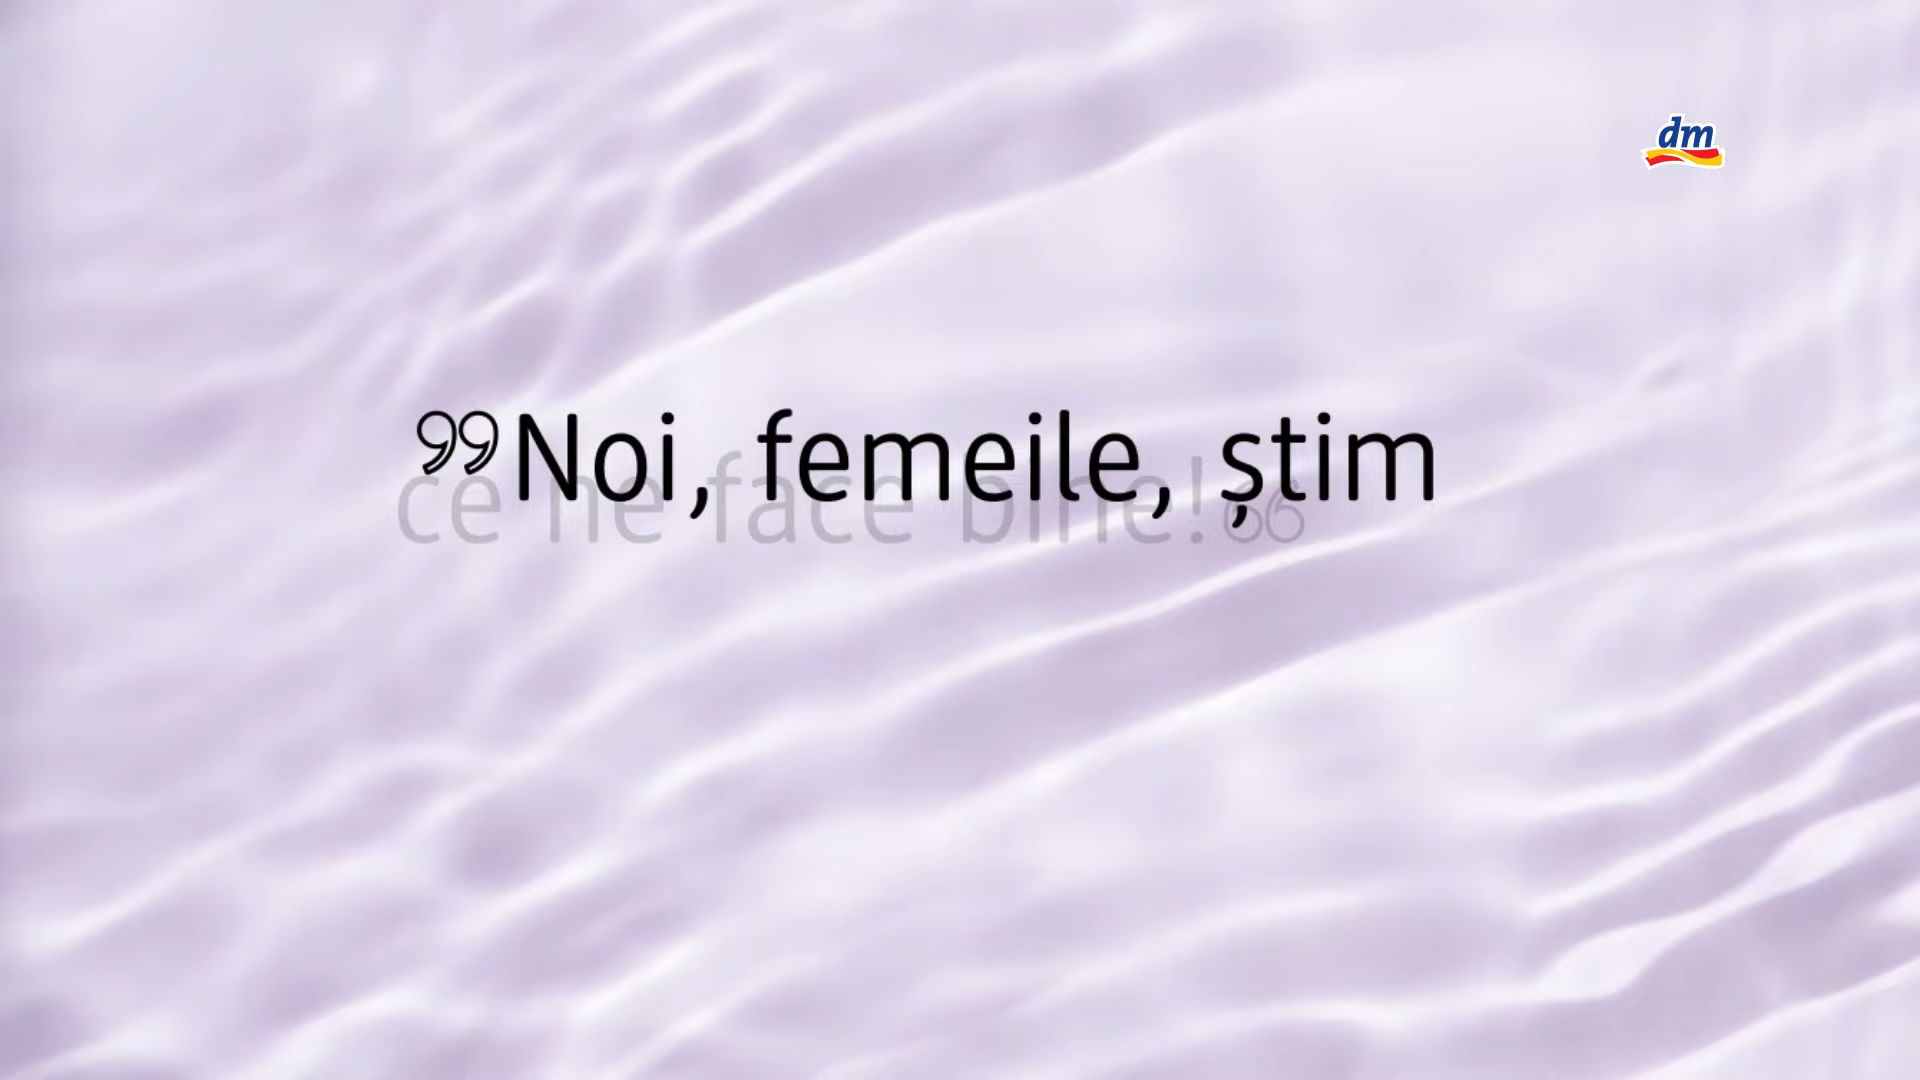 dm
”Noi, femeile, știm
ce ne face bine!“